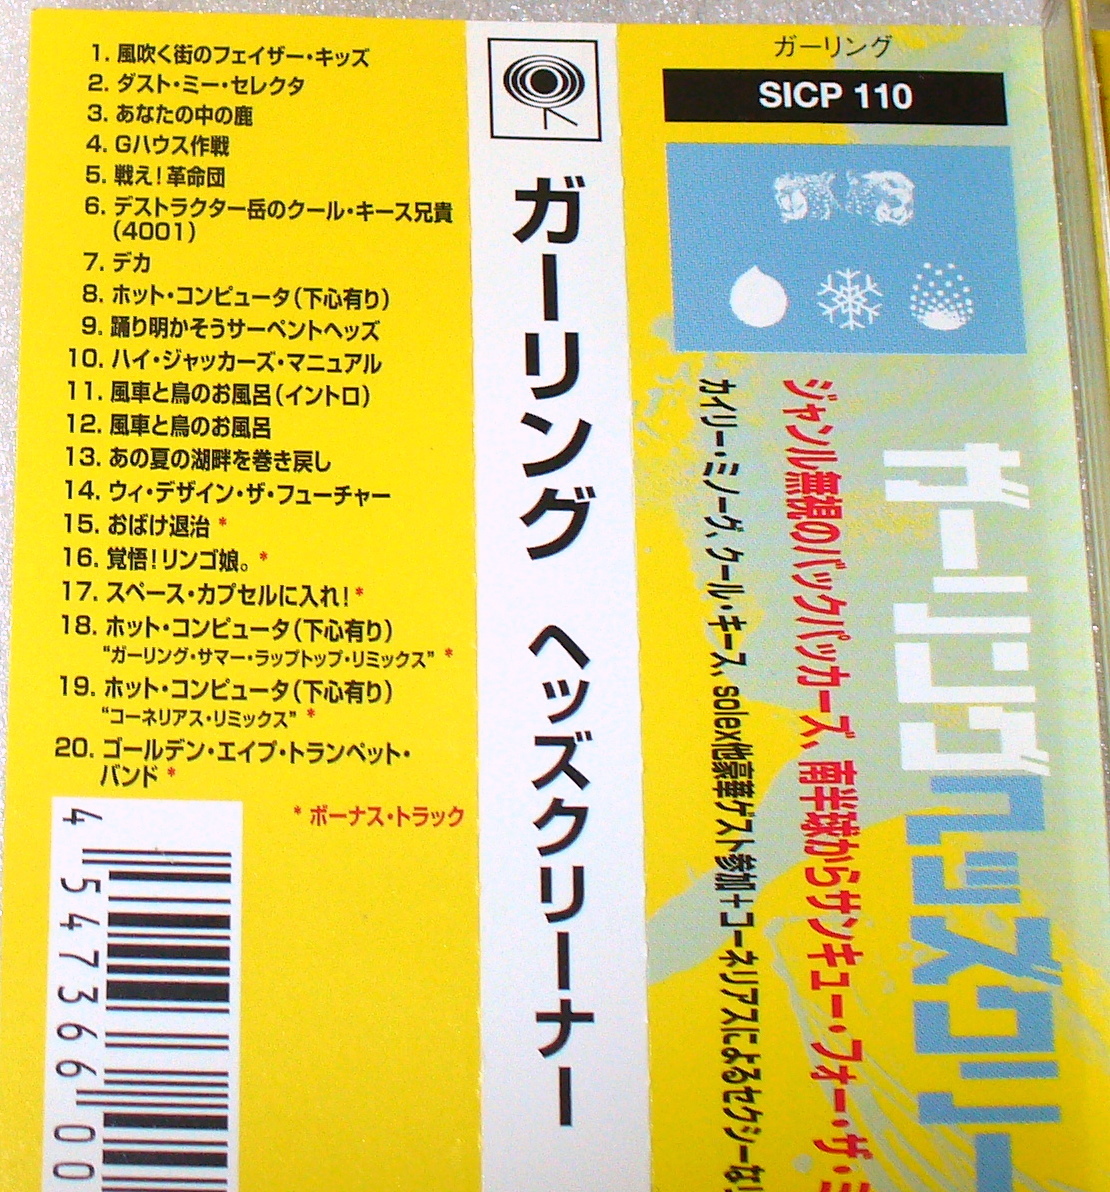 1. 風吹く街のフェイザー・キッズ
2. ダスト・ミー・セレクタ
3. あなたの中の鹿
4. Gハウス作戦
5. 戦え!革命団
6. デストラクター岳のクール・キース兄貴
(4001)
7. デカ
8. ホット・コンピュータ(下心有り)
9. 踊り明かそうサーペントヘッズ
10. ハイ・ジャッカーズ・マニュアル
11. 風車と鳥のお風呂(イントロ)
12. 風車と鳥のお風呂
13. あの夏の湖畔を巻き戻し
14. ウィ・デザイン・ザ・フューチャー
15. おばけ退治 *
16. 覚悟!リンゴ娘。*
17. スペース・カプセルに入れ!*
18. ホット・コンピュータ(下心有り)
“ガーリング・サマー・ラップトップ・リミックス” *
19. ホット・コンピュータ(下心有り)
“コーネリアス・リミックス” *
20. ゴールデン・エイプ・トランペット・
バンド *
* ボーナス・トラック
4 547366 00
ガーリング ヘッズクリーナー
ガーリング
SICP 110
ガーリング ヘッズクリー
ジャンル無視のバックパッカーズ、南半球からサンキュー・フォー・ザ・ミ
カイリー・ミノーグ、クール・キース、solex他豪華ゲスト参加+コーネリアスによるセクシーな